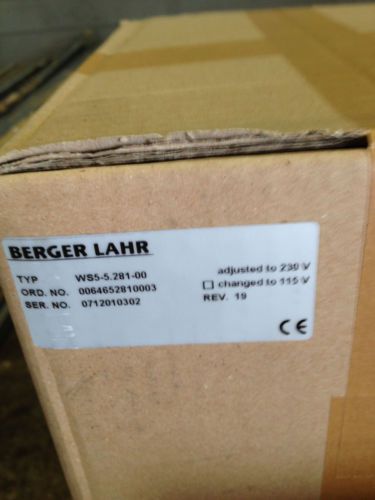 BERGER LAHR
TYP WS5-5.281-00
ORD. NO. 0064652810003
SER. NO. 0712010302
adjusted to 230 V
changed to 115 V
REV. 19
CE